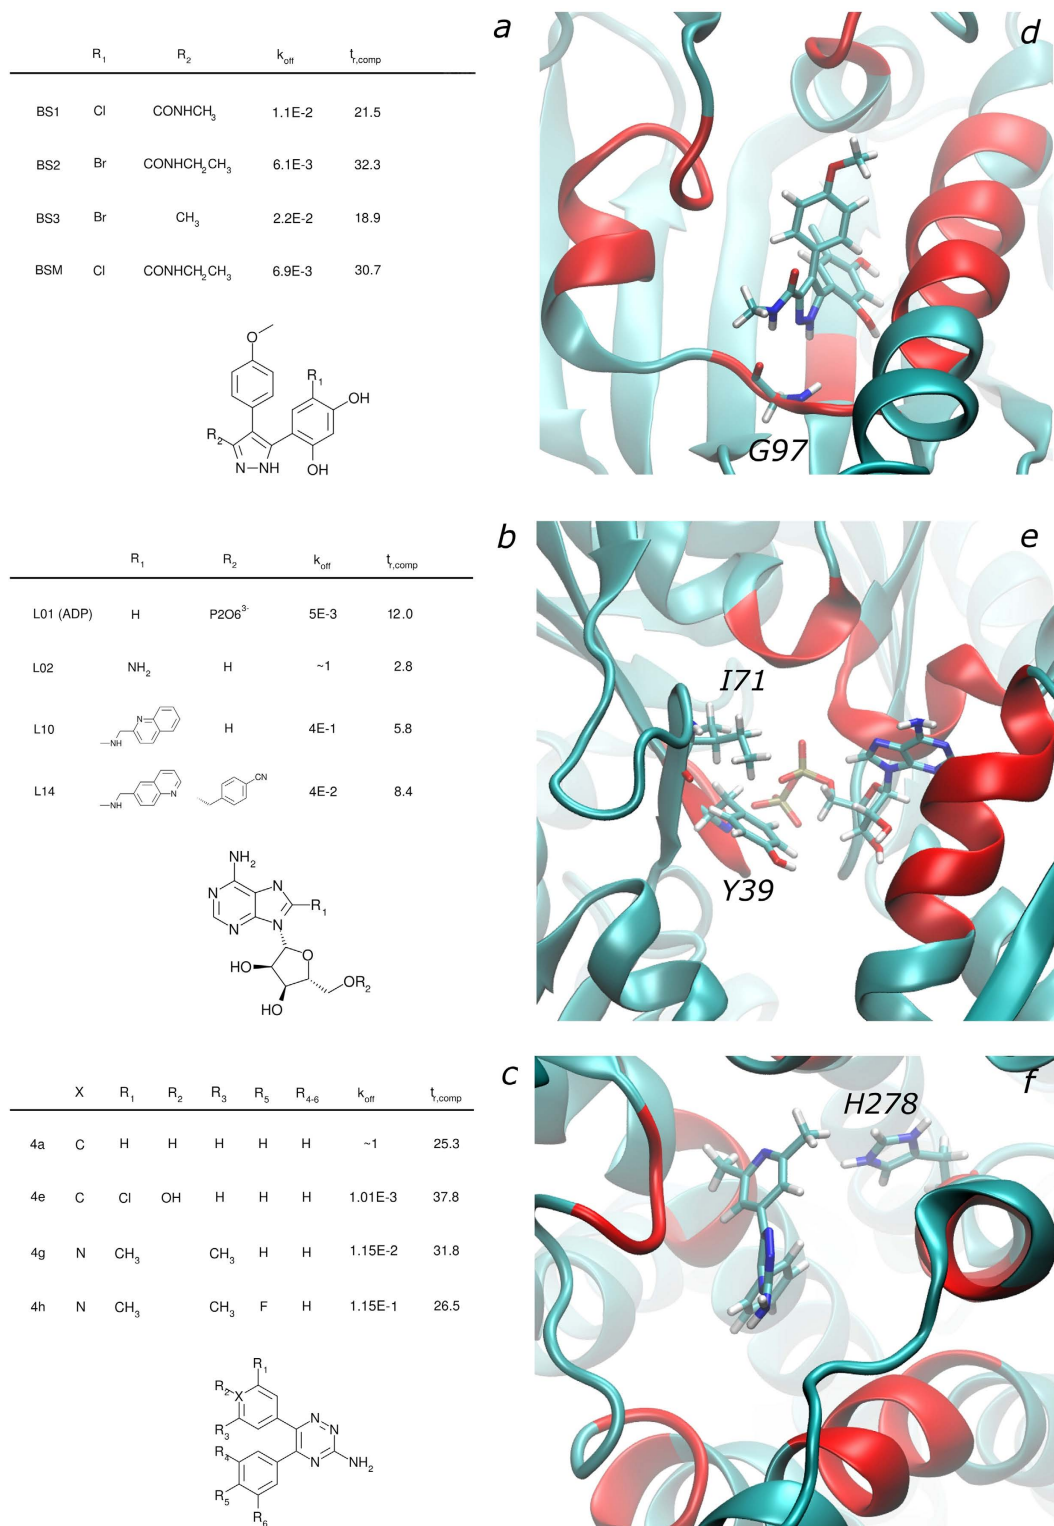 a
R1 R2 koff tr,comp
BS1 Cl CONHCH3 1.1E-2 21.5
BS2 Br CONHCH2CH3 6.1E-3 32.3
BS3 Br CH3 2.2E-2 18.9
BSM Cl CONHCH2CH3 6.9E-3 30.7
O
R1
OH
R2
N NH OH
d
G97
b
R1 R2 koff tr,comp
L01 (ADP) H P2O6 3- 5E-3 12.0
L02 NH2 H ~1 2.8
L10 N NH H 4E-1 5.8
L14 NH N CN 4E-2 8.4
NH2
N N
R1
N N
O
HO
OR2
HO
e
I71
Y39
c
X R1 R2 R3 R5 R4-6 koff tr,comp
4a C H H H H H ~1 25.3
4e C Cl OH H H H 1.01E-3 37.8
4g N CH3 CH3 H H 1.15E-2 31.8
4h N CH3 CH3 F H 1.15E-1 26.5
R1
R2 X
R3 N N
R4 N NH2
R5
R6
f
H278